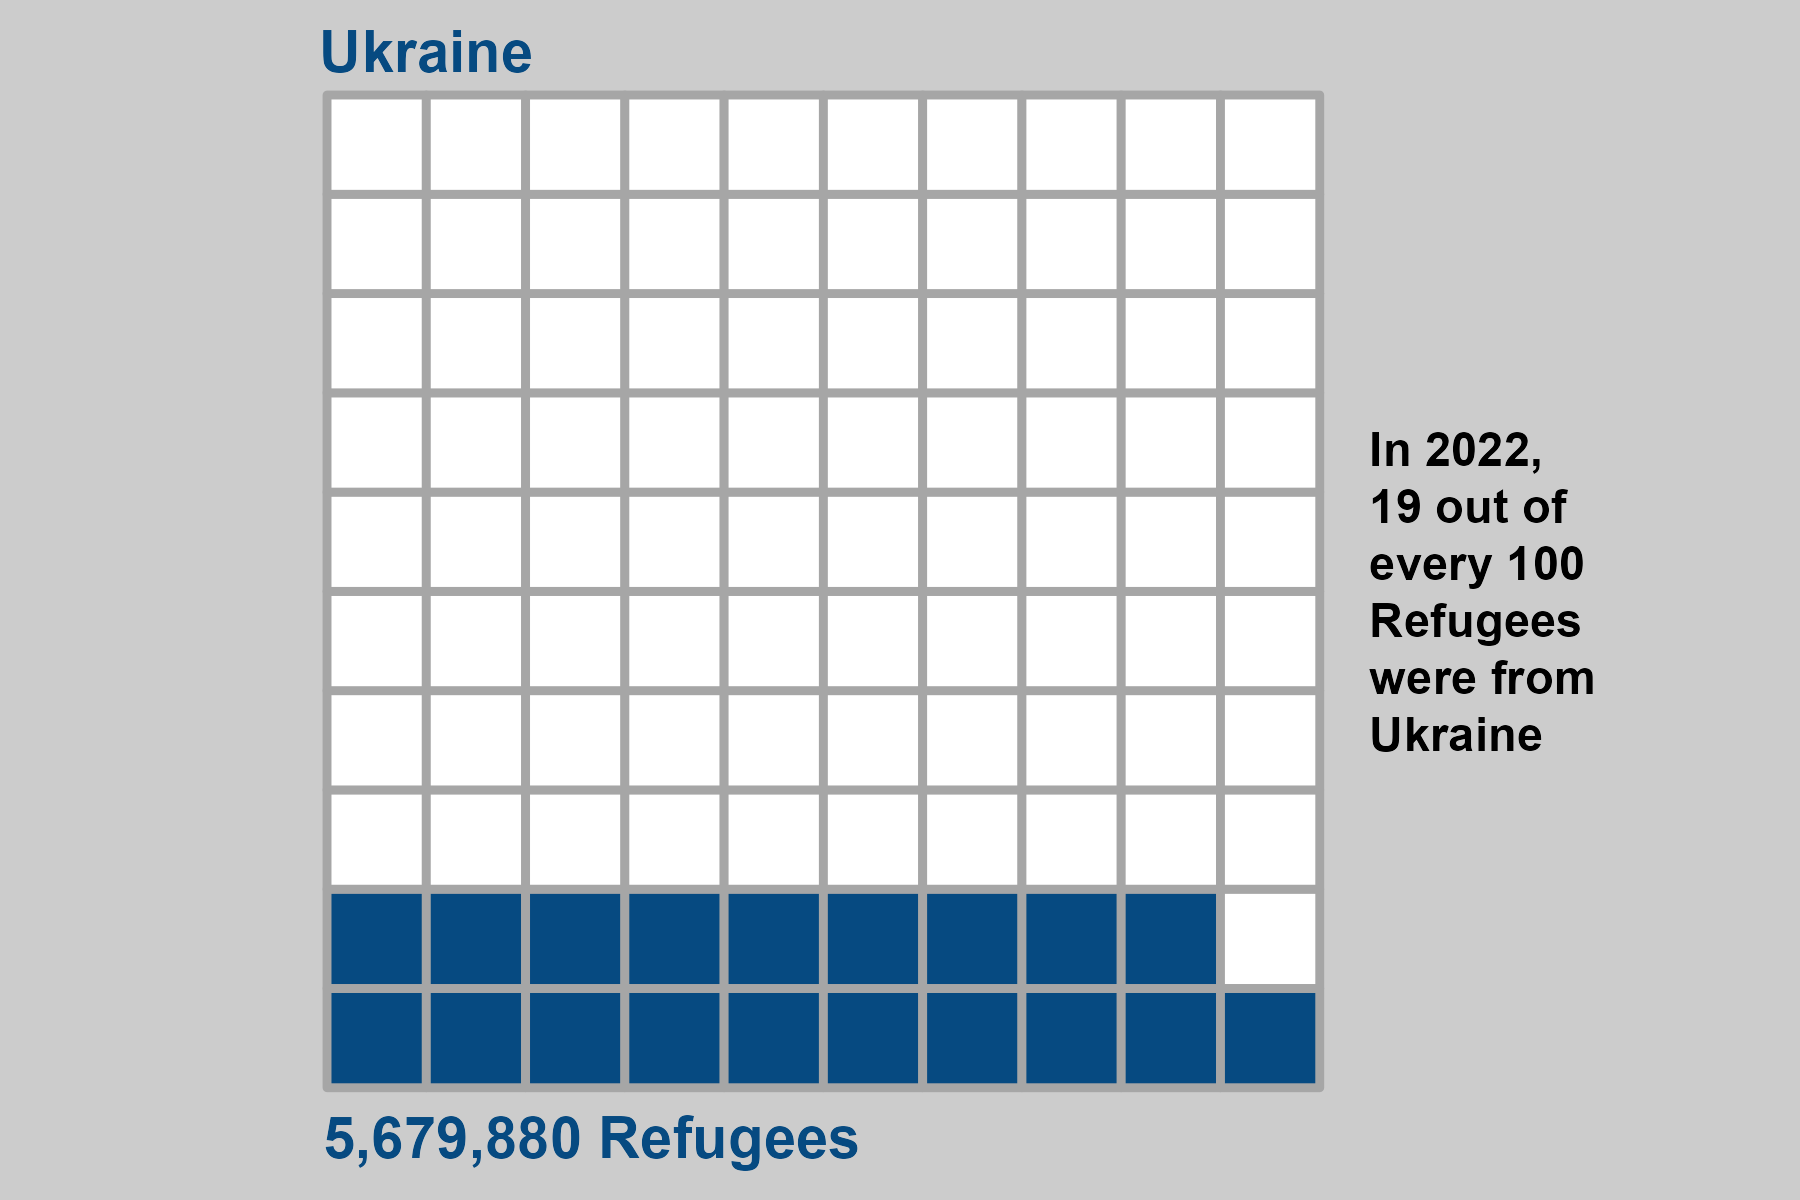 Ukraine
In 2022,
19 out of
every 100
Refugees
were from
Ukraine
5,679,880 Refugees